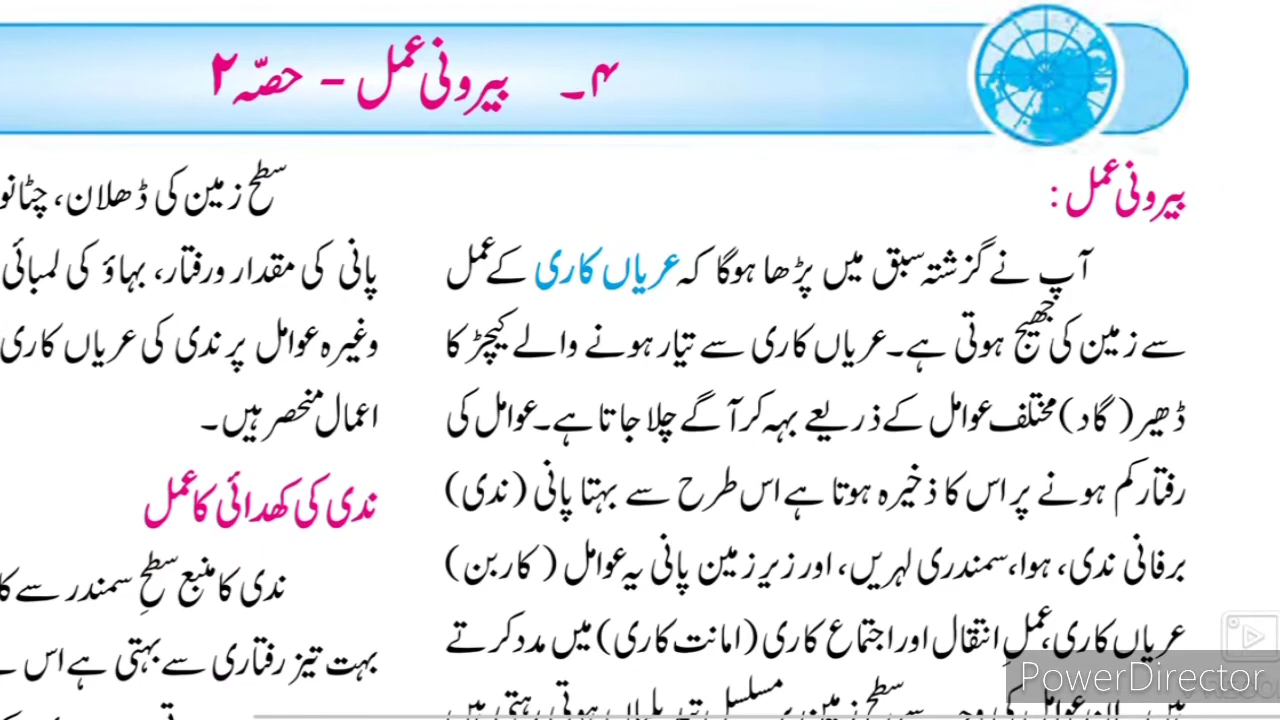 ۴۔ بیرونی عمل - حصّہ ۲
بیرونی عمل :
آپ نے گزشتہ سبق میں پڑھا ہوگا کہ عریاں کاری کے عمل
سے زمین کی چھیج ہوتی ہے۔ عریاں کاری سے تیار ہونے والے کیچڑ کا
ڈھیر (گاد) مختلف عوامل کے ذریعے بہہ کر آگے چلا جاتا ہے۔ عوامل کی
رفتار کم ہونے پر اس کا ذخیرہ ہوتا ہے اس طرح سے بہتا پانی (ندی)
برفانی ندی، ہوا، سمندری لہریں، اور زیرِ زمین پانی یہ عوامل (کاربن)
عریاں کاری، عملِ انتقال اور اجتماع کاری (امانت کاری) میں مدد کرتے
سطح زمین کی ڈھلان،
پانی کی مقدار و رفتار، بہاؤ کی لمبائی
وغیرہ عوامل پر ندی کی عریاں کاری
اعمال منحصر ہیں۔
ندی کی کھدائی کا عمل
ندی کا منبع سطحِ سمندر سے
بہت تیز رفتاری سے بہتی ہے اس
PowerDirector